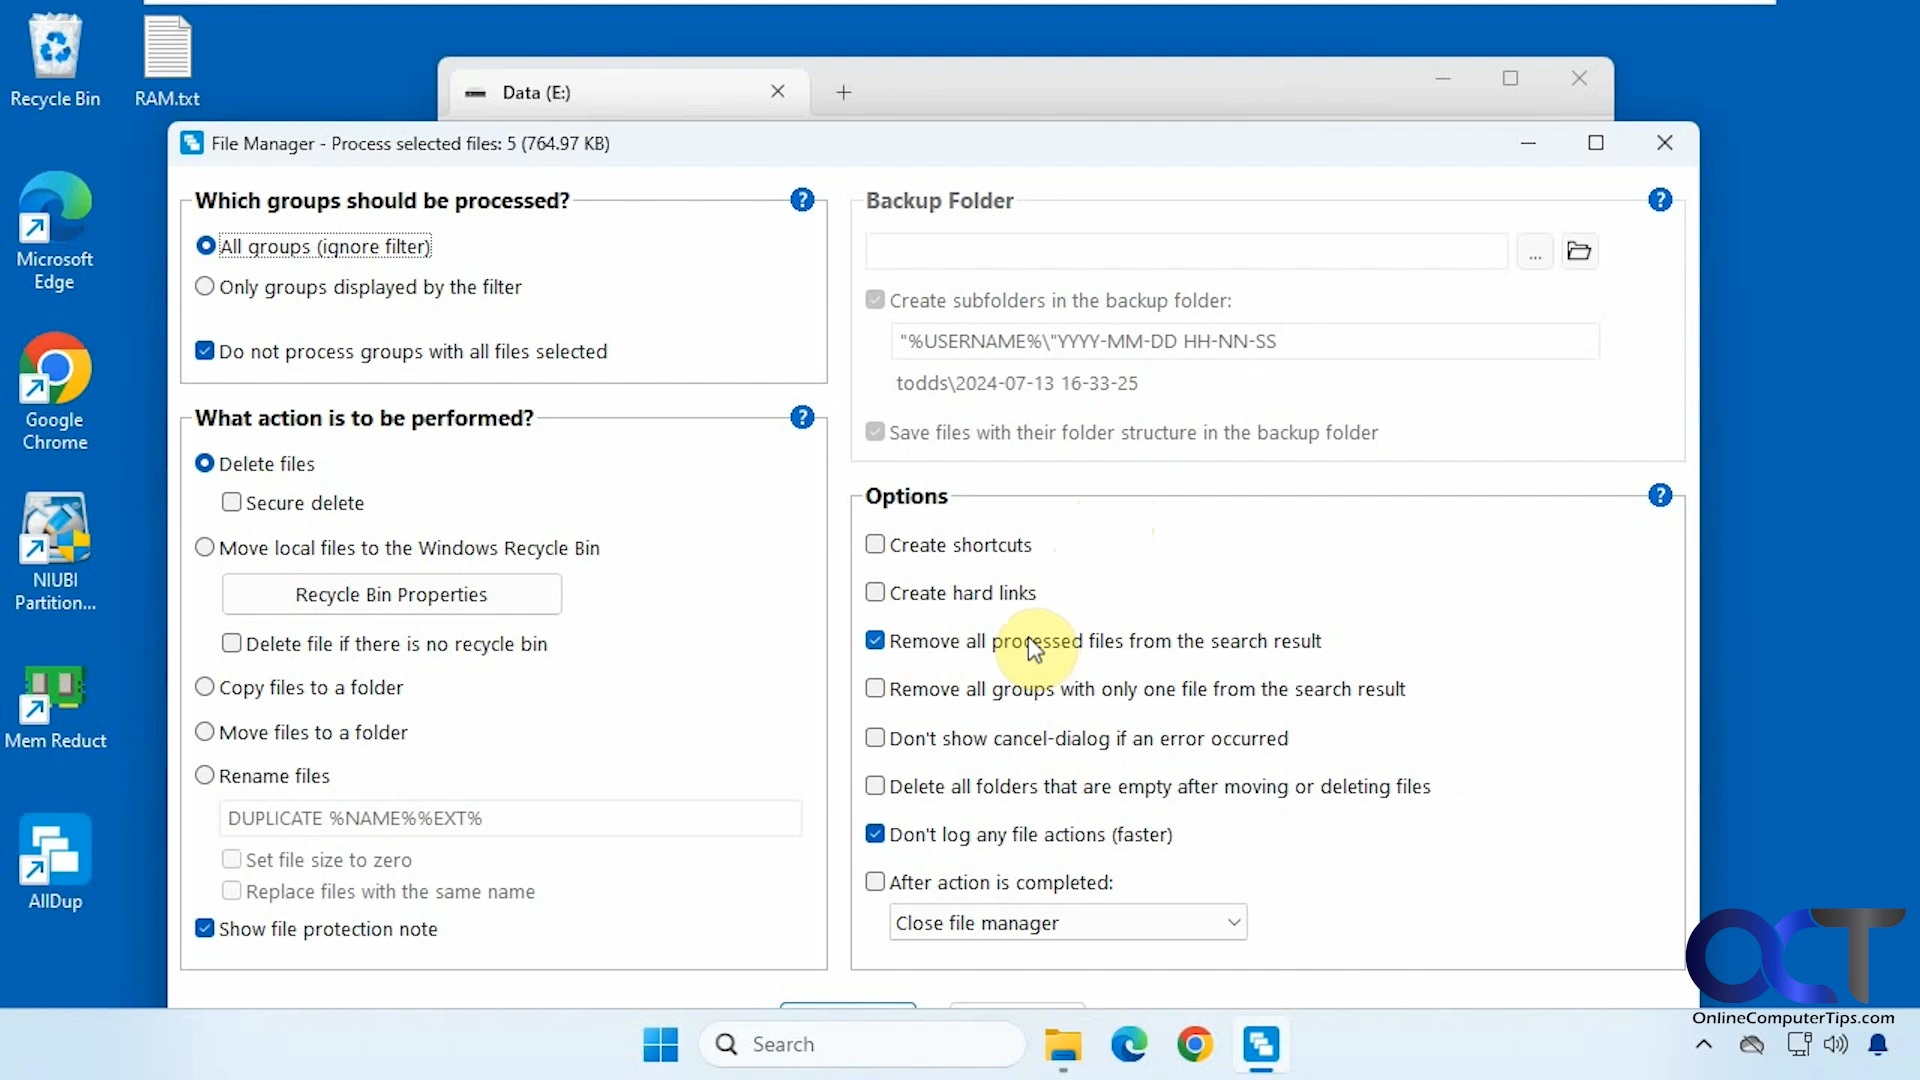 Recycle Bin
RAM.txt
Data (E:)
File Manager - Process selected files: 5 (764.97 KB)
Which groups should be processed?
?
All groups (ignore filter)
Only groups displayed by the filter
Do not process groups with all files selected
What action is to be performed?
?
Delete files
Secure delete
Move local files to the Windows Recycle Bin
Recycle Bin Properties
Delete file if there is no recycle bin
Copy files to a folder
Move files to a folder
Rename files
DUPLICATE %NAME%%EXT%
Set file size to zero
Replace files with the same name
Show file protection note
Backup Folder
?
...
Create subfolders in the backup folder:
"%USERNAME%\"YYYY-MM-DD HH-NN-SS
todds\2024-07-13 16-33-25
Save files with their folder structure in the backup folder
Options
?
Create shortcuts
Create hard links
Remove all processed files from the search result
Remove all groups with only one file from the search result
Don't show cancel-dialog if an error occurred
Delete all folders that are empty after moving or deleting files
Don't log any file actions (faster)
After action is completed:
Close file manager
Microsoft
Edge
Google
Chrome
NIUBI
Partition...
Mem Reduct
AllDup
Search
OCT
OnlineComputerTips.com